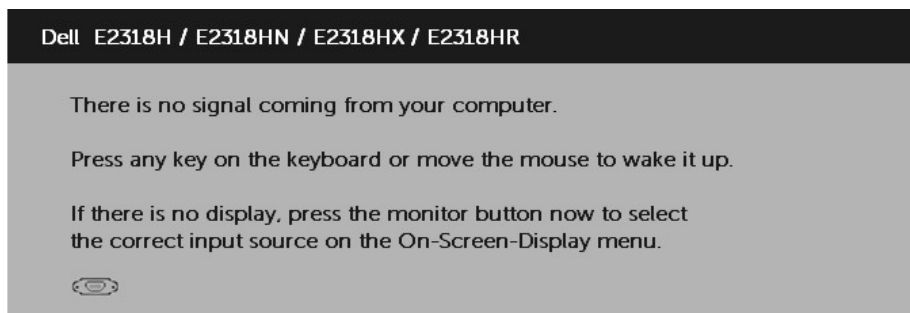 Dell E2318H / E2318HN / E2318HX / E2318HR
There is no signal coming from your computer.
Press any key on the keyboard or move the mouse to wake it up.
If there is no display, press the monitor button now to select
the correct input source on the On-Screen-Display menu.